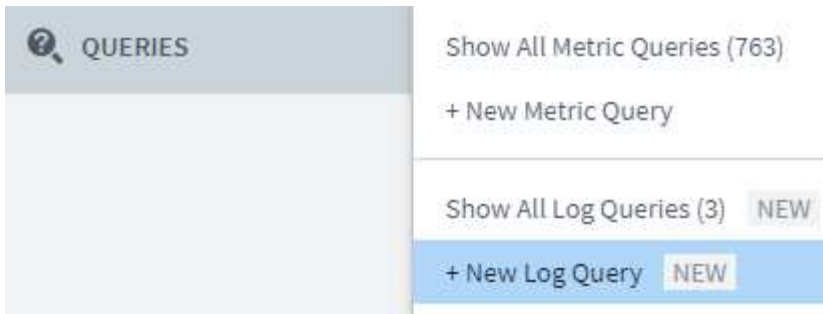 QUERIES
Show All Metric Queries (763)
+ New Metric Query
Show All Log Queries (3) NEW
+ New Log Query NEW